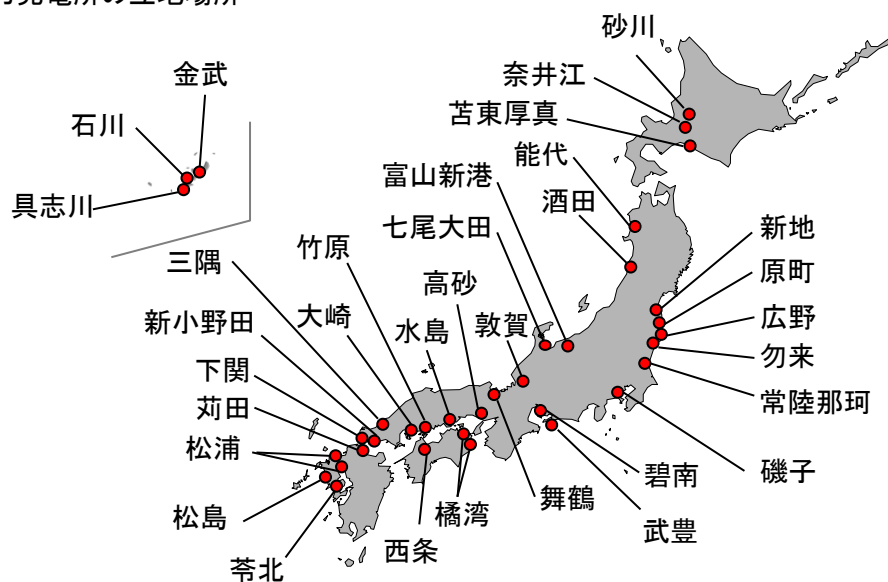 発電所の立地場所
砂川
金武
奈井江
石川
苫東厚真
能代
富山新港
具志川
酒田
七尾大田
新地
竹原
三隅
原町
高砂
大崎
新小野田
水島
敦賀
広野
勿来
下関
常陸那珂
苅田
松浦
碧南
磯子
舞鶴
松島
橘湾
武豊
西条
苓北